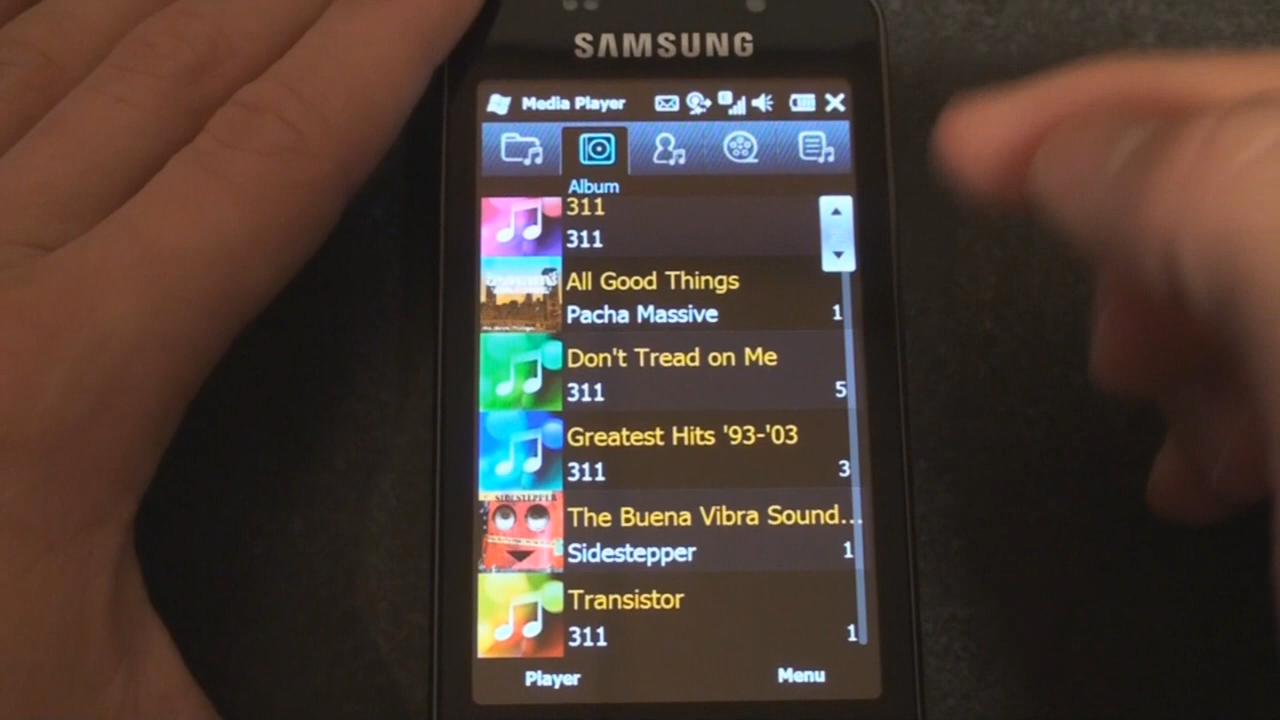 SAMSUNG
Media Player
Album
311
311
All Good Things
Pacha Massive 1
Don't Tread on Me
311 5
Greatest Hits '93-'03
311 3
SIDESTEPPER
The Buena Vibra Sound...
Sidestepper 1
Transistor
311 1
Player Menu